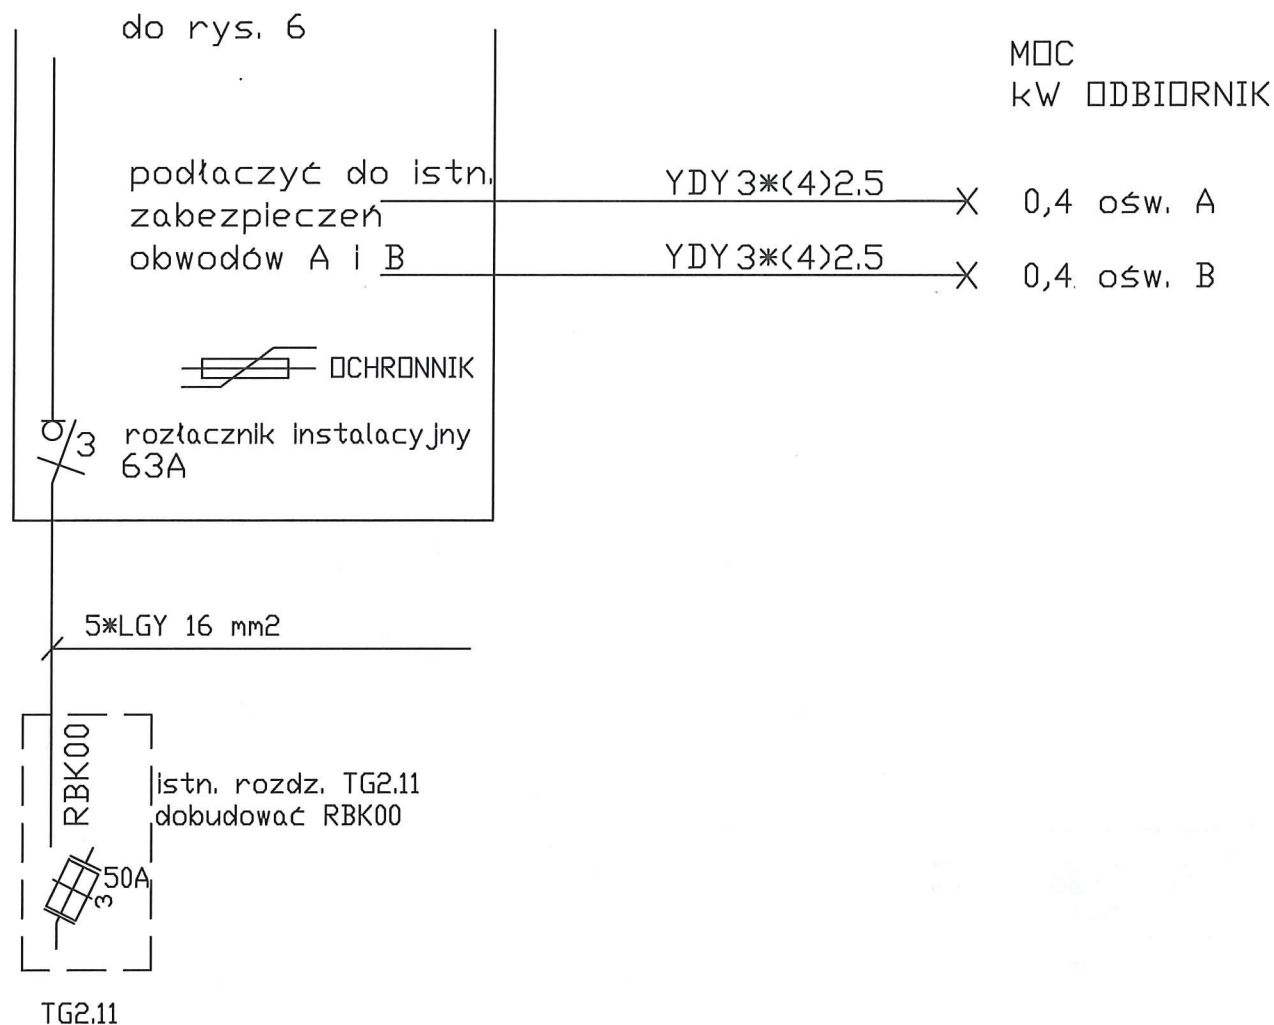 do rys. 6
MOC
kW ODBIORNIK
podłaczyć do istn.
zabezpieczeń
obwodów A i B
YDY 3*(4)2.5
0,4 ośw. A
YDY 3*(4)2.5
0,4 ośw. B
OCHRONNIK
3
rozłacznik instalacyjny
63A
5*LGY 16 mm2
RBK00
istn. rozdz. TG2.11
dobudować RBK00
50A
3
TG2.11